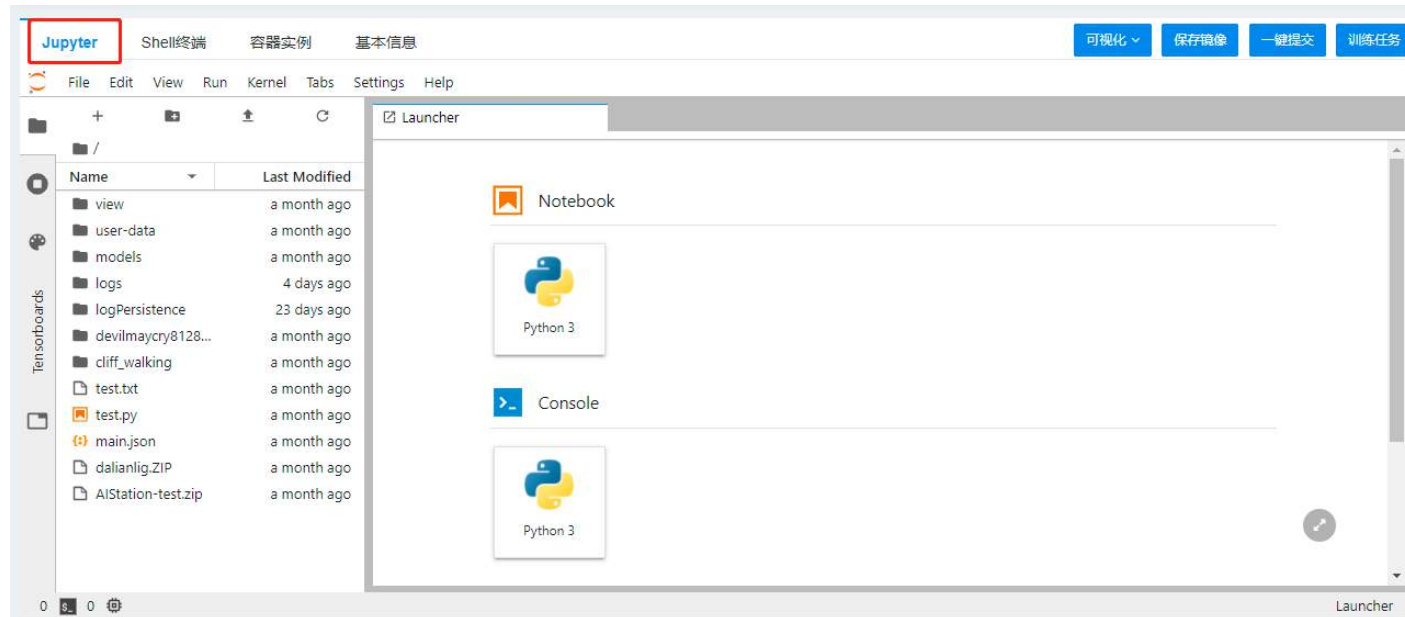 Jupyter Shell终端 容器实例 基本信息 可视化 保存镜像 一键提交 训练任务
File Edit View Run Kernel Tabs Settings Help
Launcher
/
Name Last Modified
view a month ago
user-data a month ago
models a month ago
logs 4 days ago
logPersistence 23 days ago
devilmaycry8128... a month ago
cliff_walking a month ago
test.txt a month ago
test.py a month ago
main.json a month ago
dalianlig.ZIP a month ago
AIStation-test.zip a month ago
Tensorboards
Notebook
Python 3
Console
Python 3
0 $_ 0 Launcher